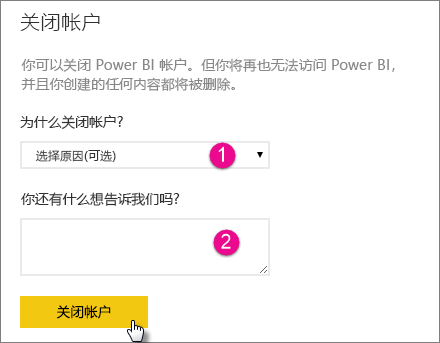 关闭帐户
你可以关闭 Power BI 帐户。但你将再也无法访问 Power BI，
并且你创建的任何内容都将被删除。
为什么关闭帐户?
选择原因(可选)
1
你还有什么想告诉我们吗?
2
关闭帐户